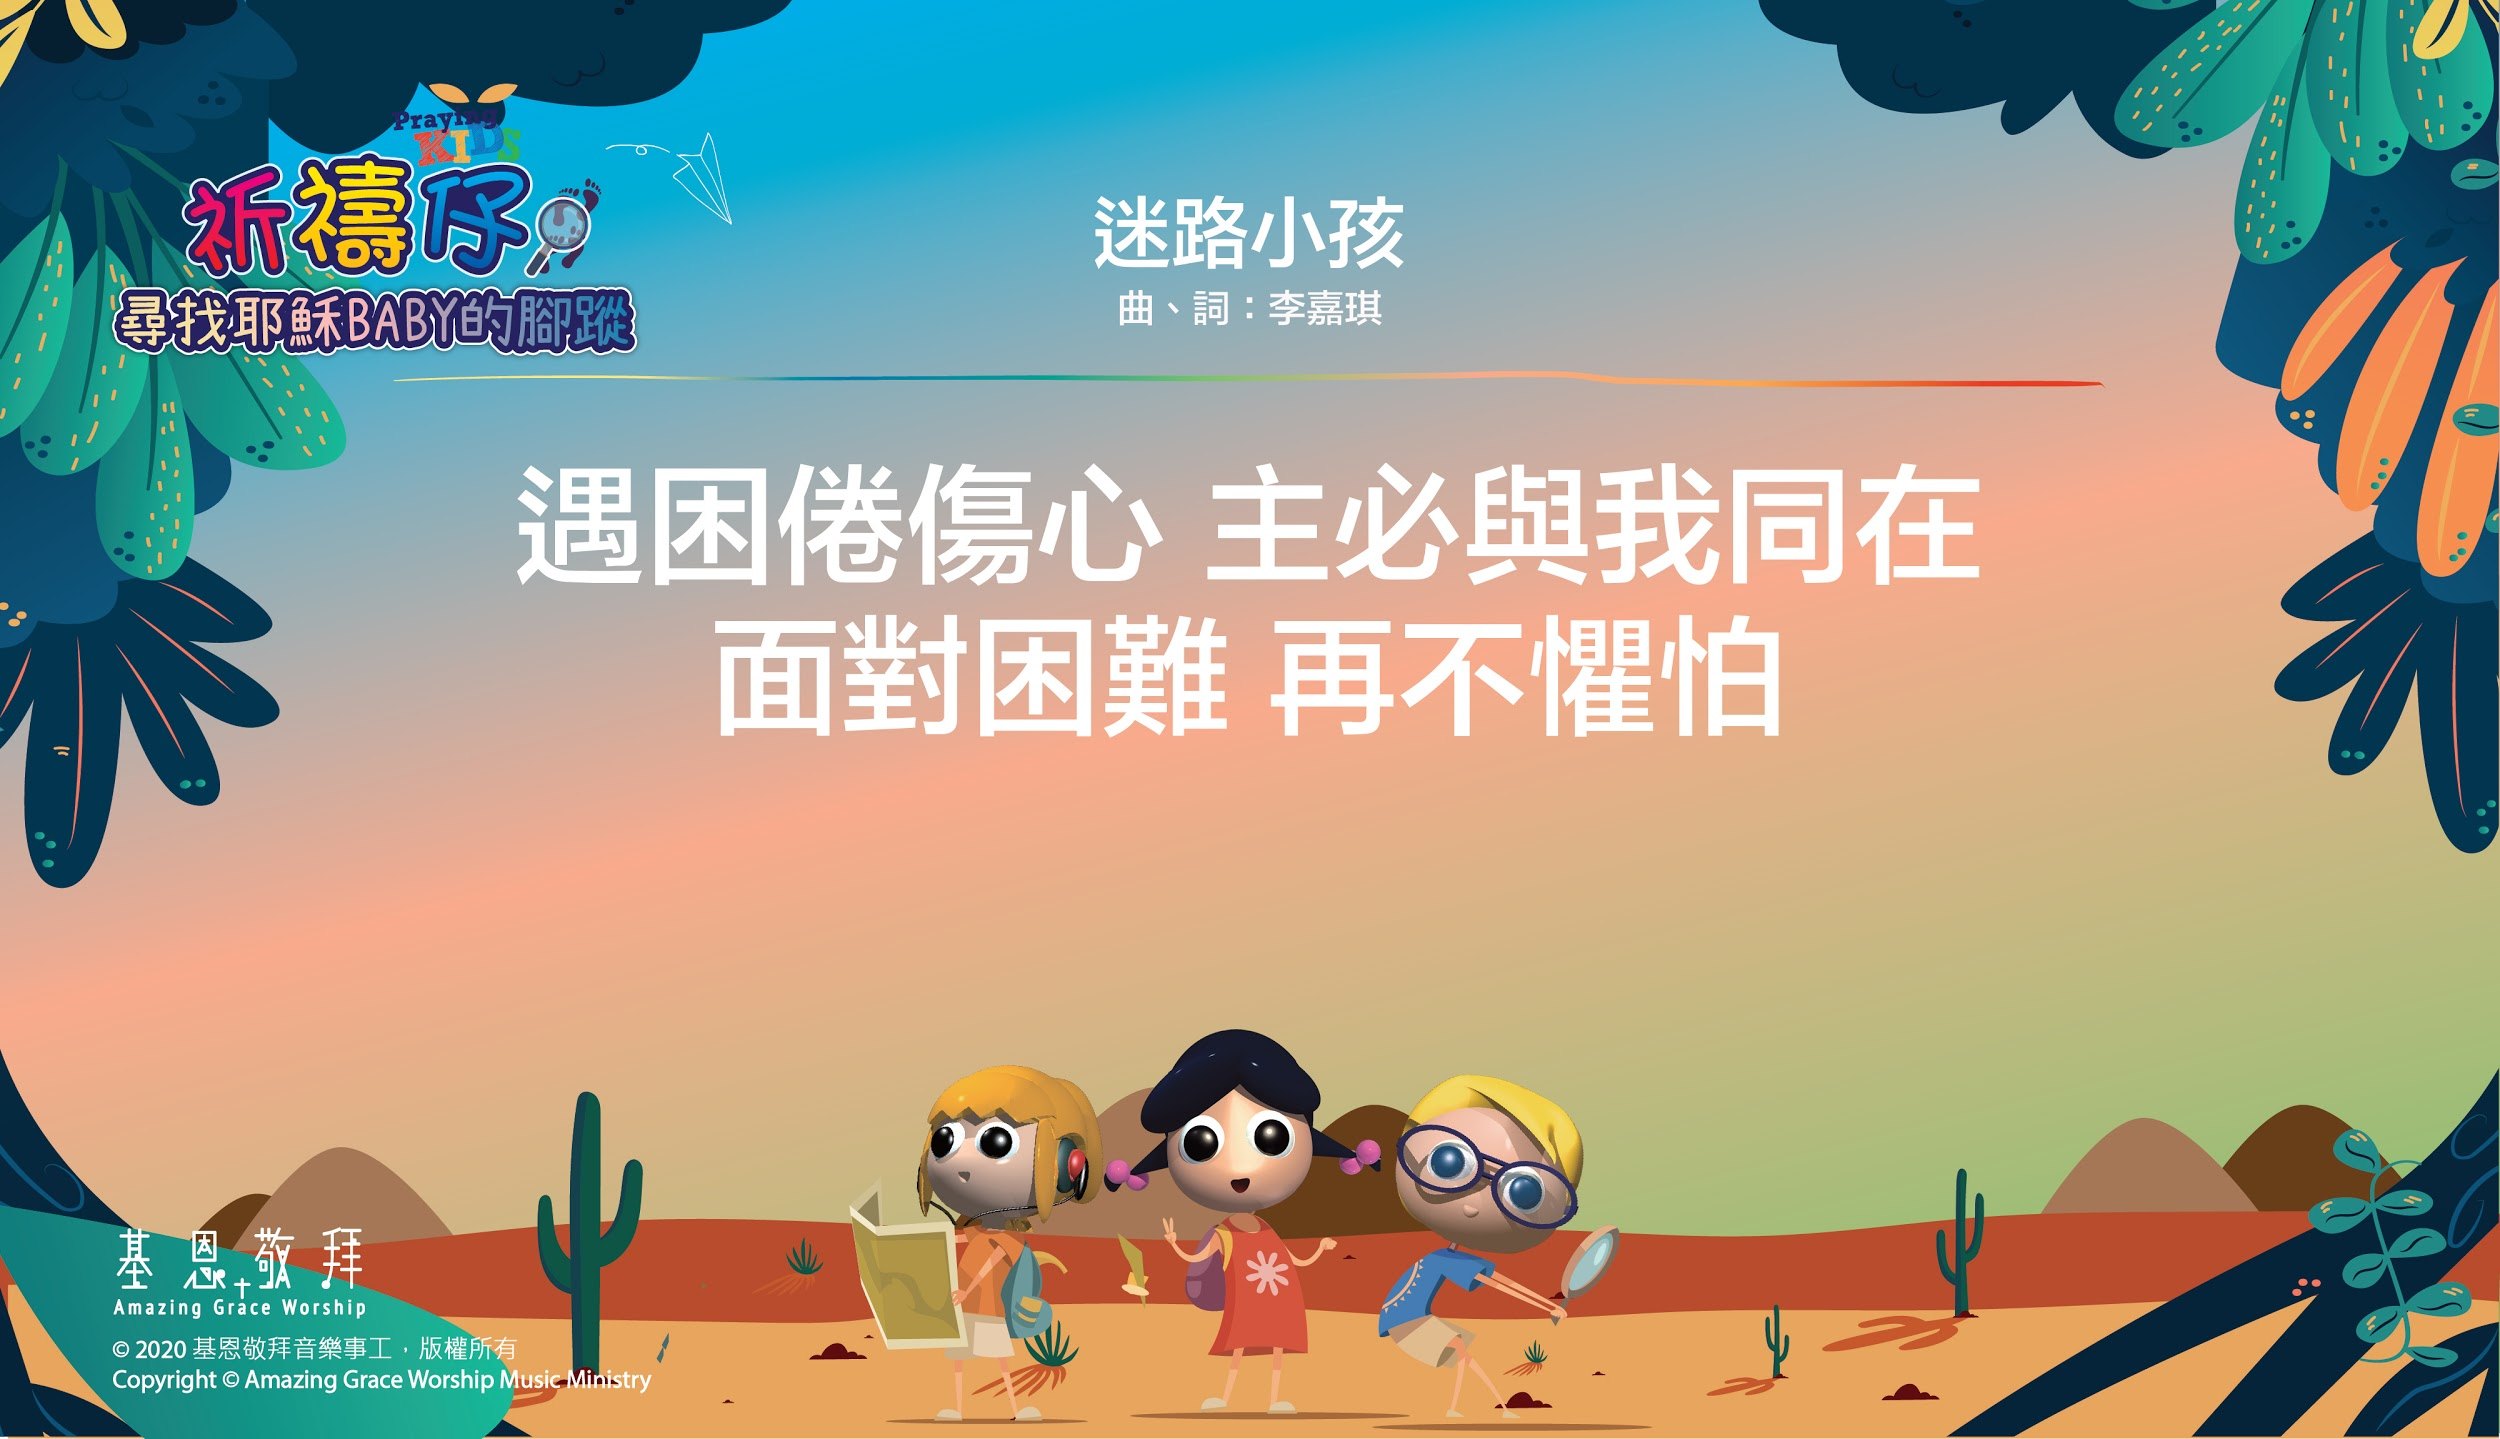 Praying
KIDS
祈禱仔
尋找耶穌BABY的腳蹤
迷路小孩
曲、詞：李嘉琪
遇困倦傷心 主必與我同在
面對困難 再不懼怕
基恩敬拜
Amazing Grace Worship
© 2020 基恩敬拜音樂事工，版權所有
Copyright © Amazing Grace Worship Music Ministry